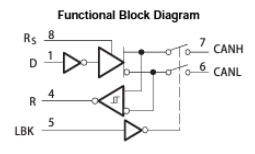 Functional Block Diagram
RS 8
D 1
7 CANH
6 CANL
R 4
LBK 5